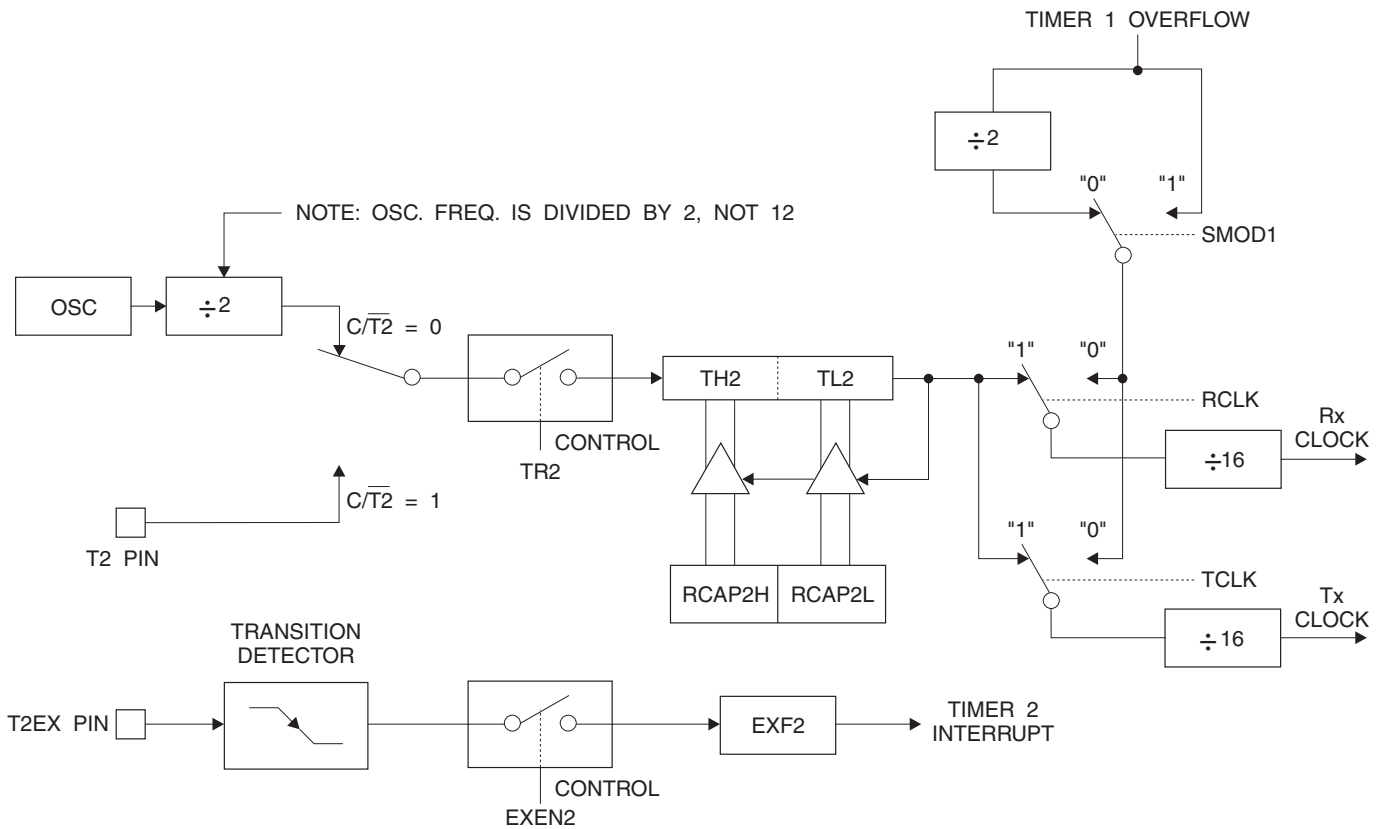 TIMER 1 OVERFLOW
÷2
"0" "1"
NOTE: OSC. FREQ. IS DIVIDED BY 2, NOT 12
SMOD1
OSC
÷2
C/T̅2̅ = 0
"1" "0"
TH2 TL2
RCLK
Rx
CLOCK
CONTROL
TR2
÷16
C/T̅2̅ = 1
"1" "0"
T2 PIN
TCLK
RCAP2H RCAP2L
Tx
CLOCK
TRANSITION
DETECTOR
÷16
T2EX PIN
EXF2
TIMER 2
INTERRUPT
CONTROL
EXEN2